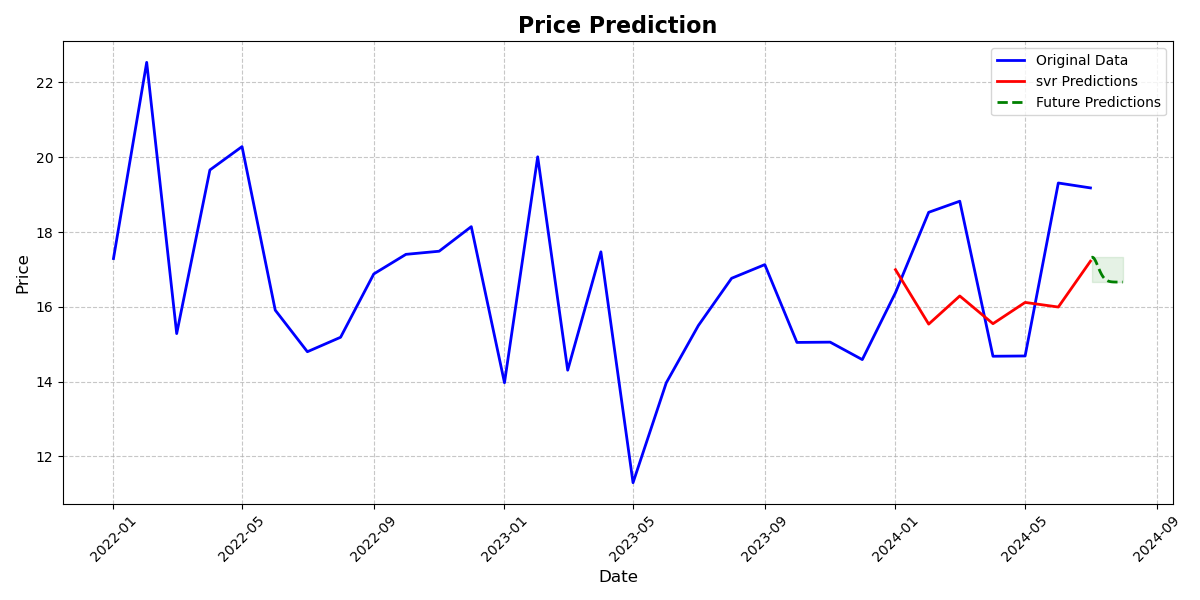 Price Prediction
Original Data
svr Predictions
Future Predictions
Price
22
20
18
16
14
12
2022-01
2022-05
2022-09
2023-01
2023-05
2023-09
2024-01
2024-05
2024-09
Date